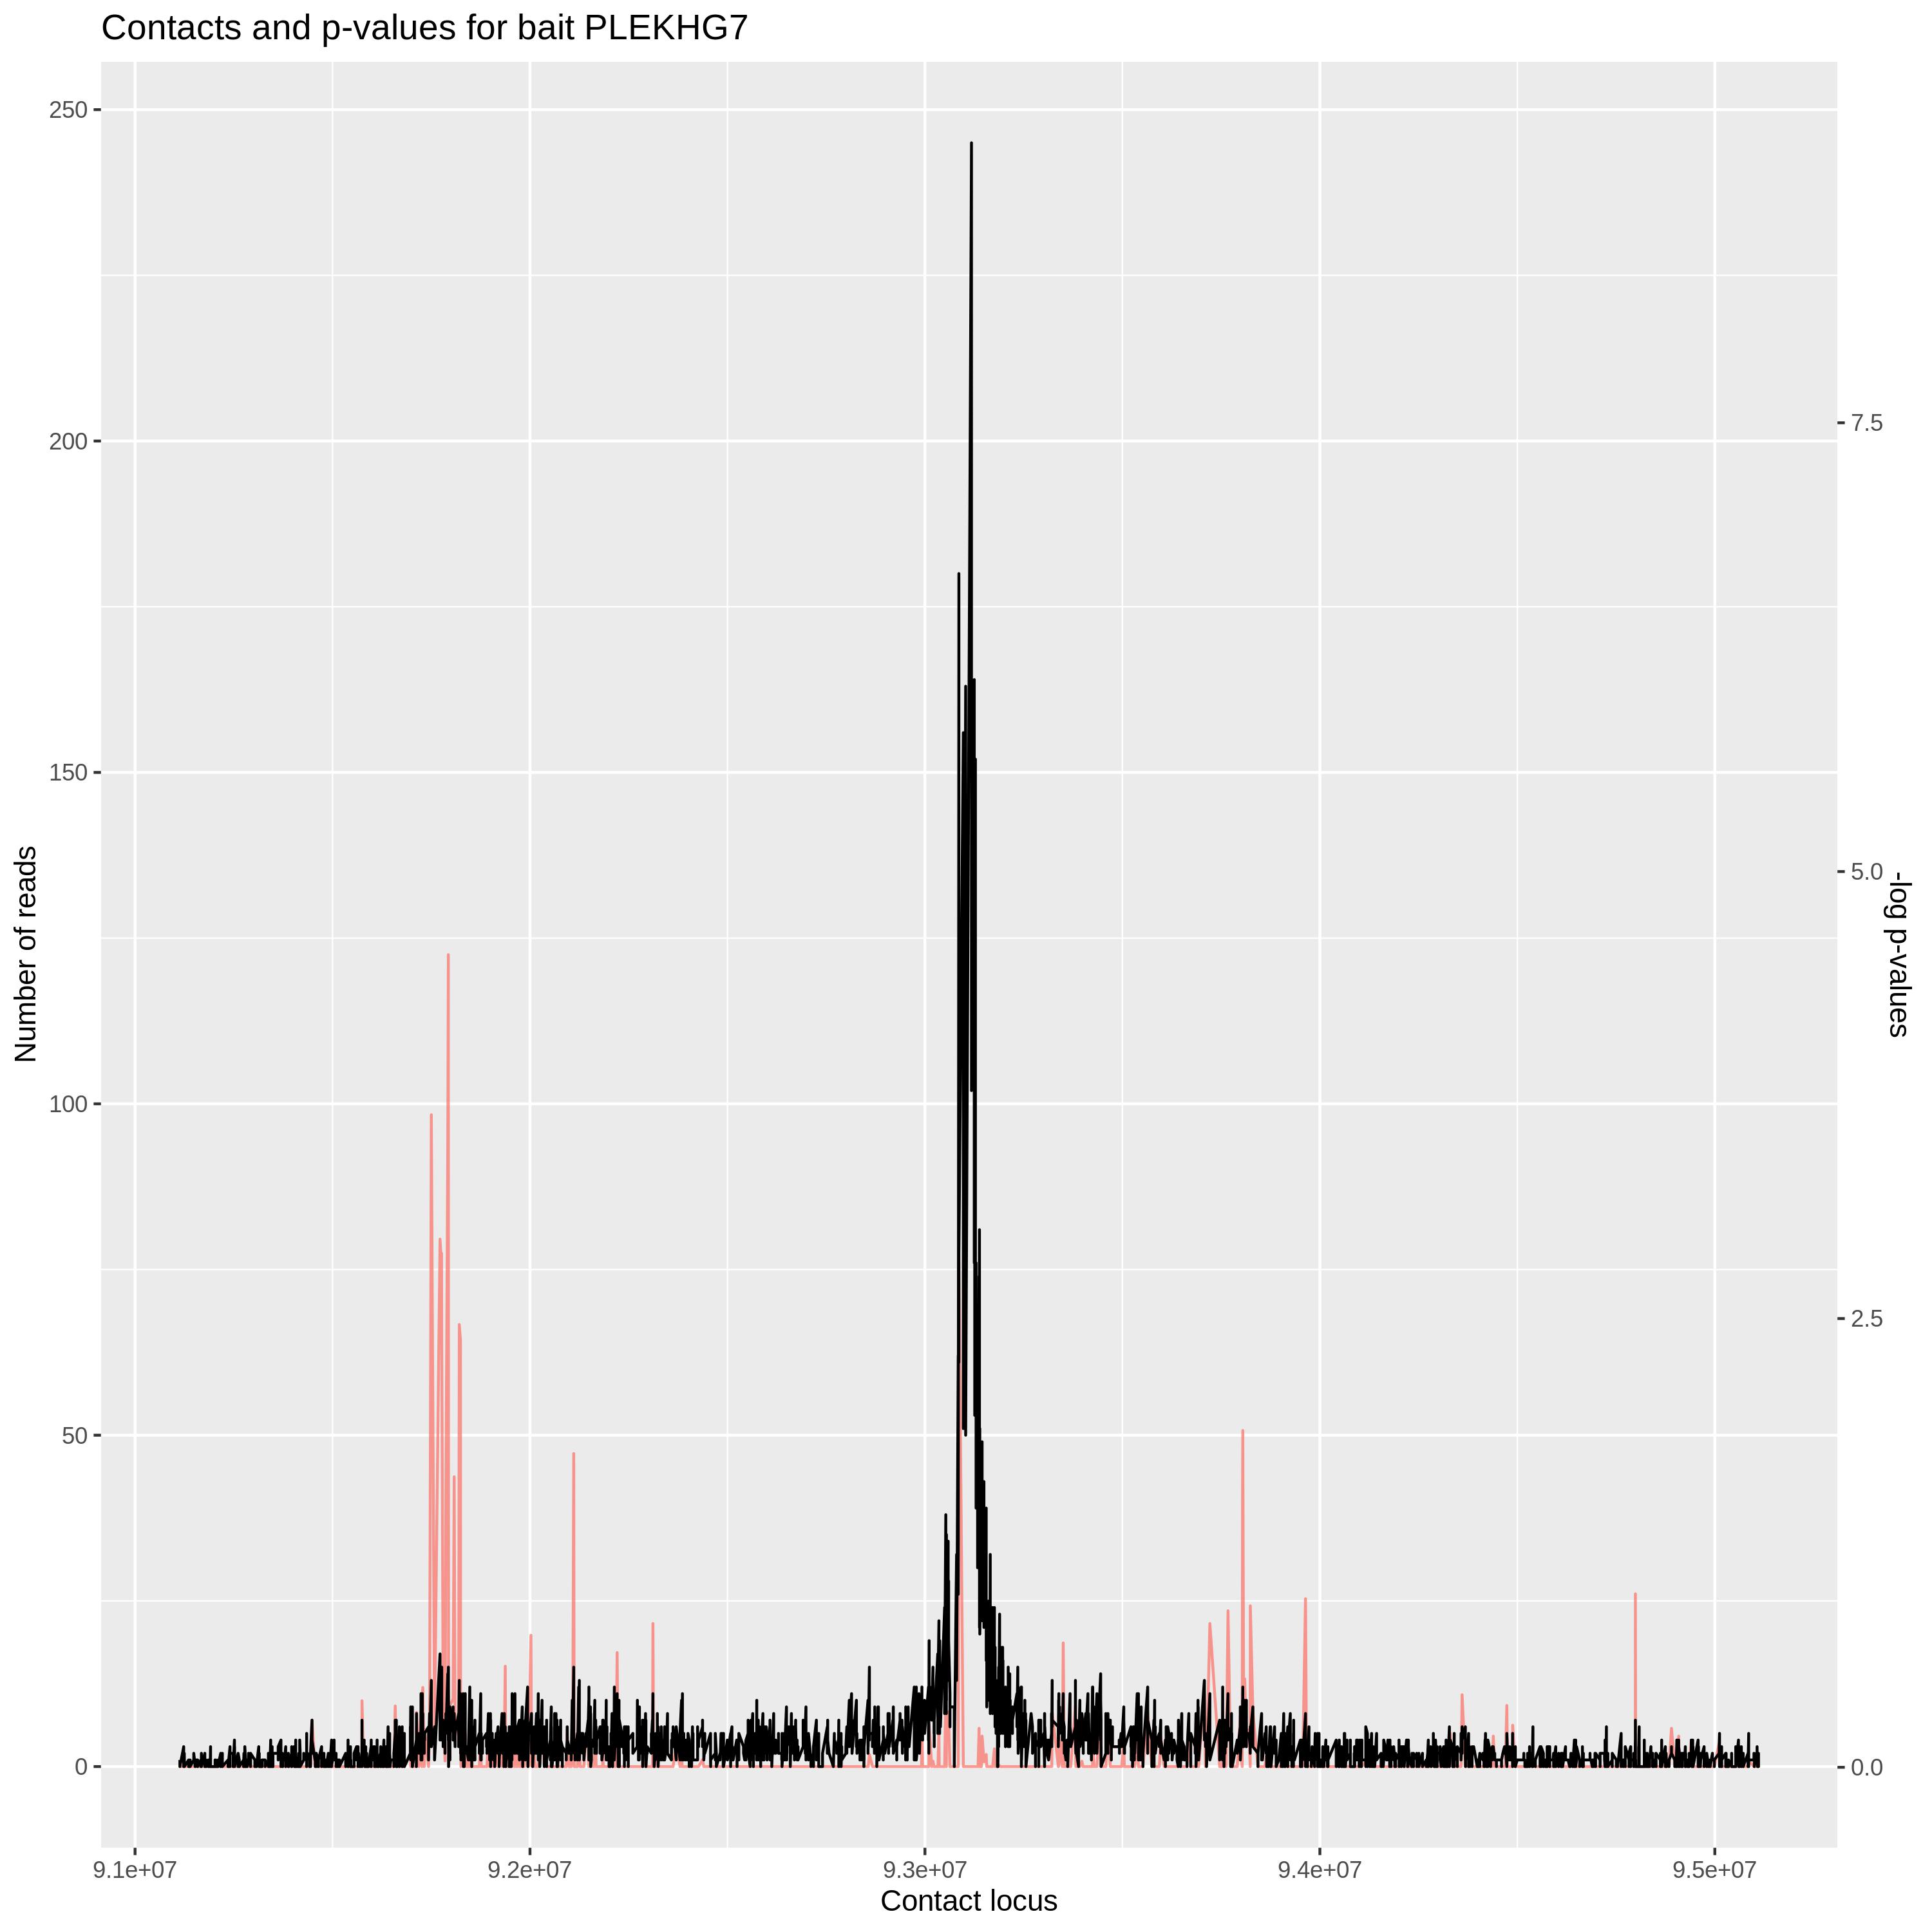 Contacts and p-values for bait PLEKHG7
250
200
150
100
50
0
Number of reads
7.5
5.0
2.5
0.0
-log p-values
9.1e+07
9.2e+07
9.3e+07
9.4e+07
9.5e+07
Contact locus